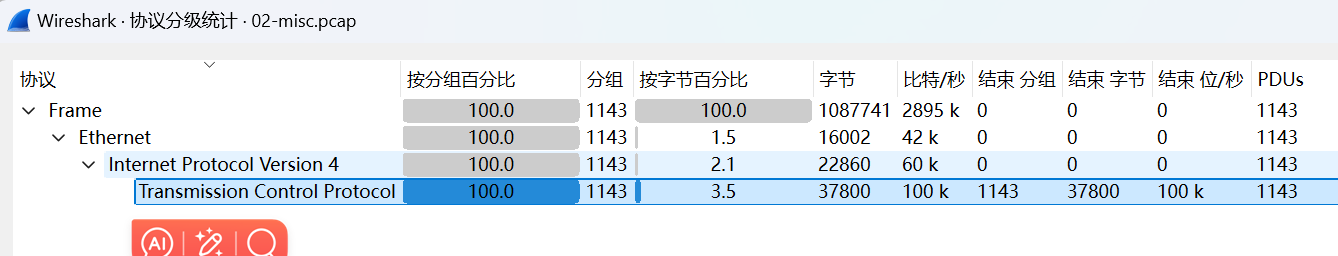 Wireshark · 协议分级统计 · 02-misc.pcap
协议 按分组百分比 分组 按字节百分比 字节 比特/秒 结束 分组 结束 字节 结束 位/秒 PDUs
Frame 100.0 1143 100.0 1087741 2895 k 0 0 0 1143
Ethernet 100.0 1143 1.5 16002 42 k 0 0 0 1143
Internet Protocol Version 4 100.0 1143 2.1 22860 60 k 0 0 0 1143
Transmission Control Protocol 100.0 1143 3.5 37800 100 k 1143 37800 100 k 1143
AI